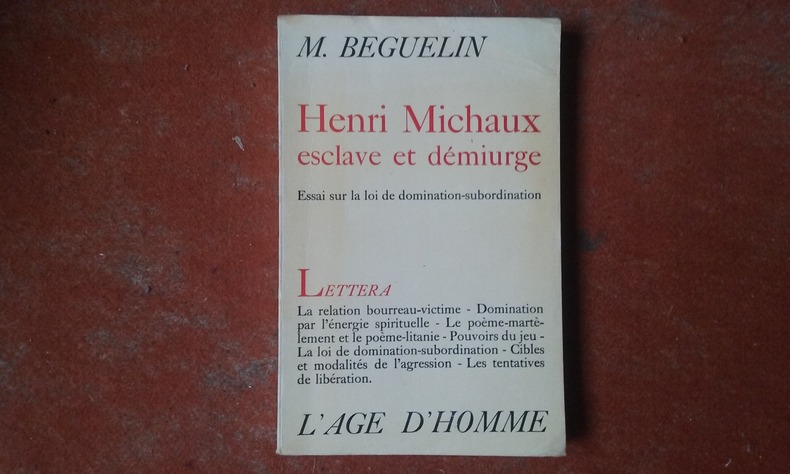 M. BEGUELIN
Henri Michaux
esclave et démiurge
Essai sur la loi de domination-subordination
LETTERA
La relation bourreau-victime - Domination
par l'énergie spirituelle - Le poème-martè-
lement et le poème-litanie - Pouvoirs du jeu -
La loi de domination-subordination - Cibles
et modalités de l'agression - Les tentatives
de libération.
L'AGE D'HOMME